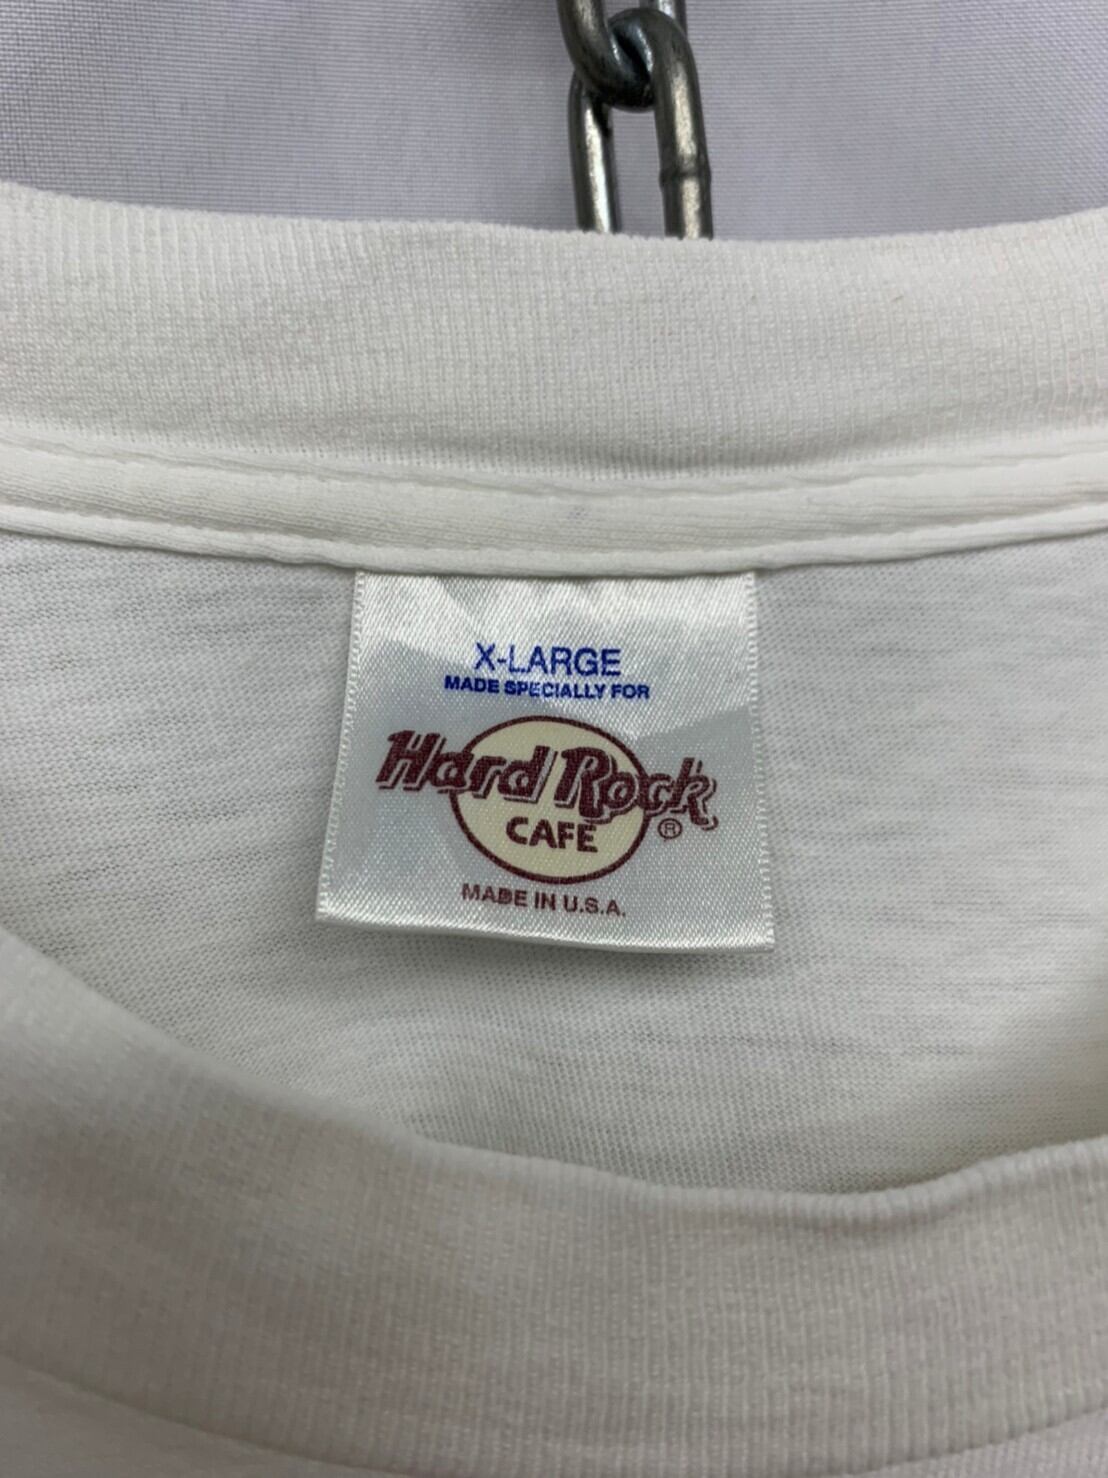 X-LARGE
MADE SPECIALLY FOR
Hard Rock
CAFE ®
MADE IN U.S.A.